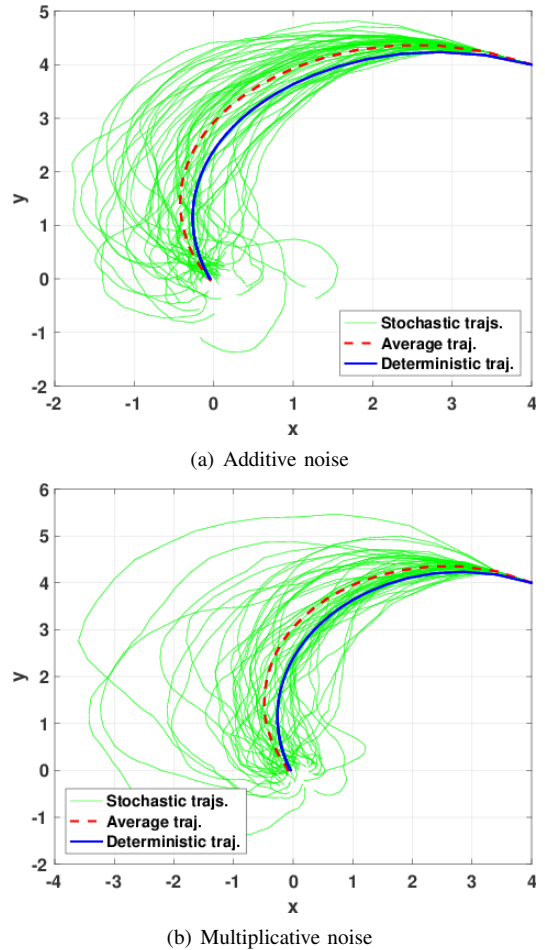 5
4
3
2
1
0
-1
-2
y
-2 -1 0 1 2 3 4
x
Stochastic trajs.
Average traj.
Deterministic traj.
(a) Additive noise
6
5
4
3
2
1
0
-1
-2
y
-4 -3 -2 -1 0 1 2 3 4
x
Stochastic trajs.
Average traj.
Deterministic traj.
(b) Multiplicative noise